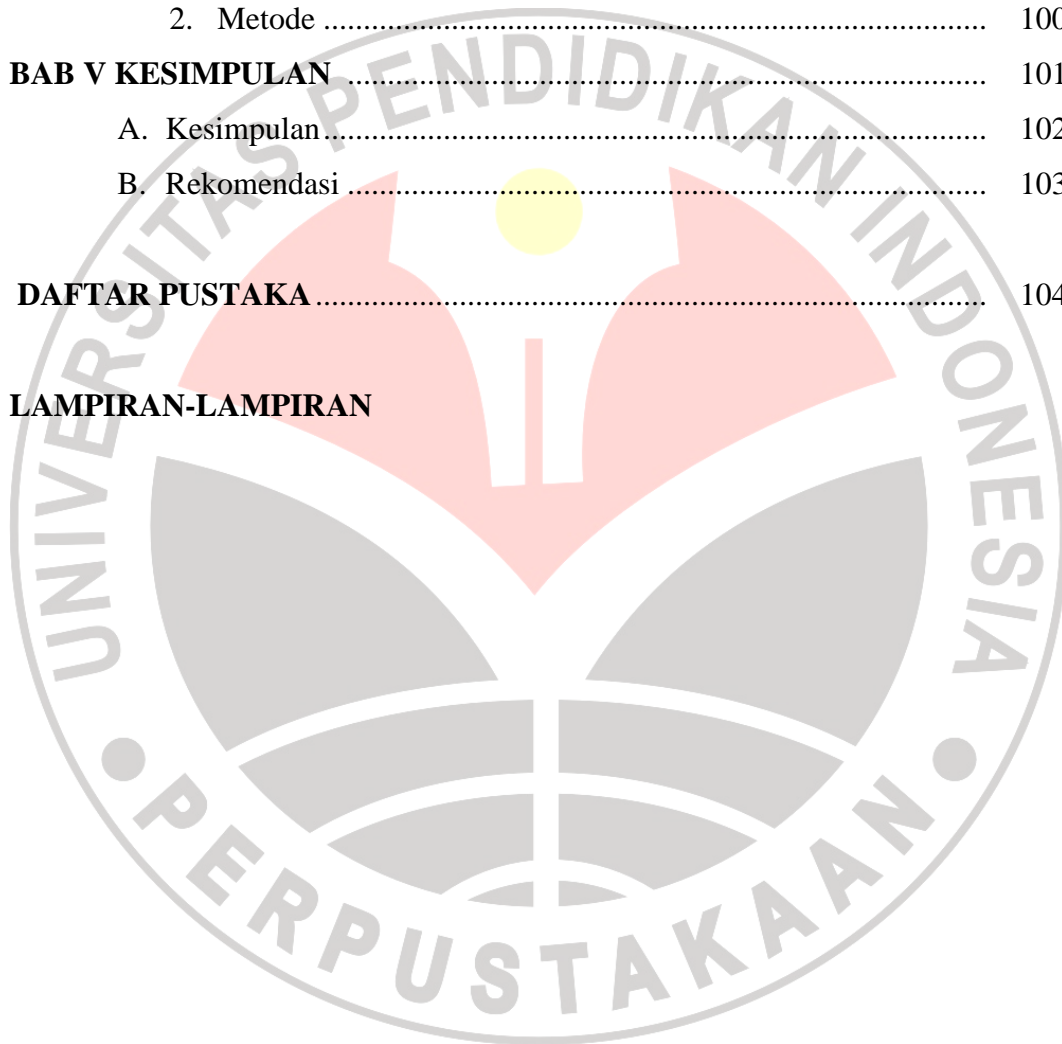 2. Metode ........................................................................................................ 100
BAB V KESIMPULAN ........................................................................................................ 101
A. Kesimpulan ........................................................................................................ 102
B. Rekomendasi ........................................................................................................ 103
DAFTAR PUSTAKA ........................................................................................................ 104
LAMPIRAN-LAMPIRAN
UNIVERSITAS PENDIDIKAN INDONESIA
PERPUSTAKAAN